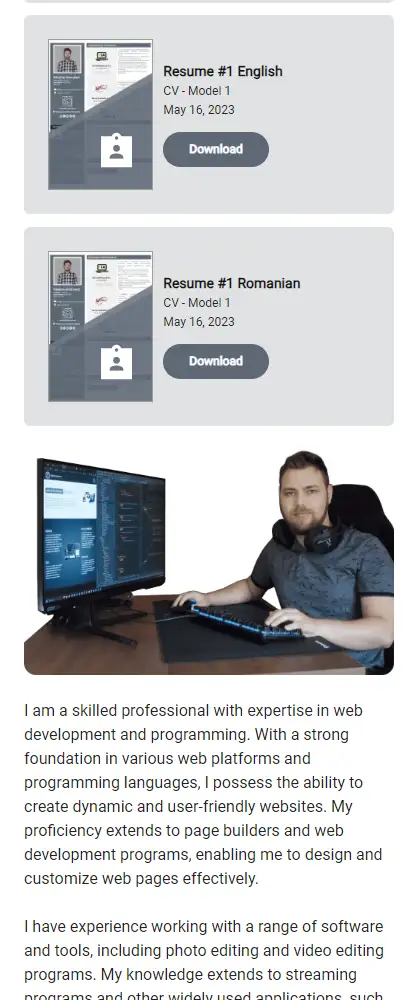 Resume #1 English
CV - Model 1
May 16, 2023
Download
Resume #1 Romanian
CV - Model 1
May 16, 2023
Download
I am a skilled professional with expertise in web
development and programming. With a strong
foundation in various web platforms and
programming languages, I possess the ability to
create dynamic and user-friendly websites. My
proficiency extends to page builders and web
development programs, enabling me to design and
customize web pages effectively.
I have experience working with a range of software
and tools, including photo editing and video editing
programs. My knowledge extends to streaming
programs and other widely used applications, such